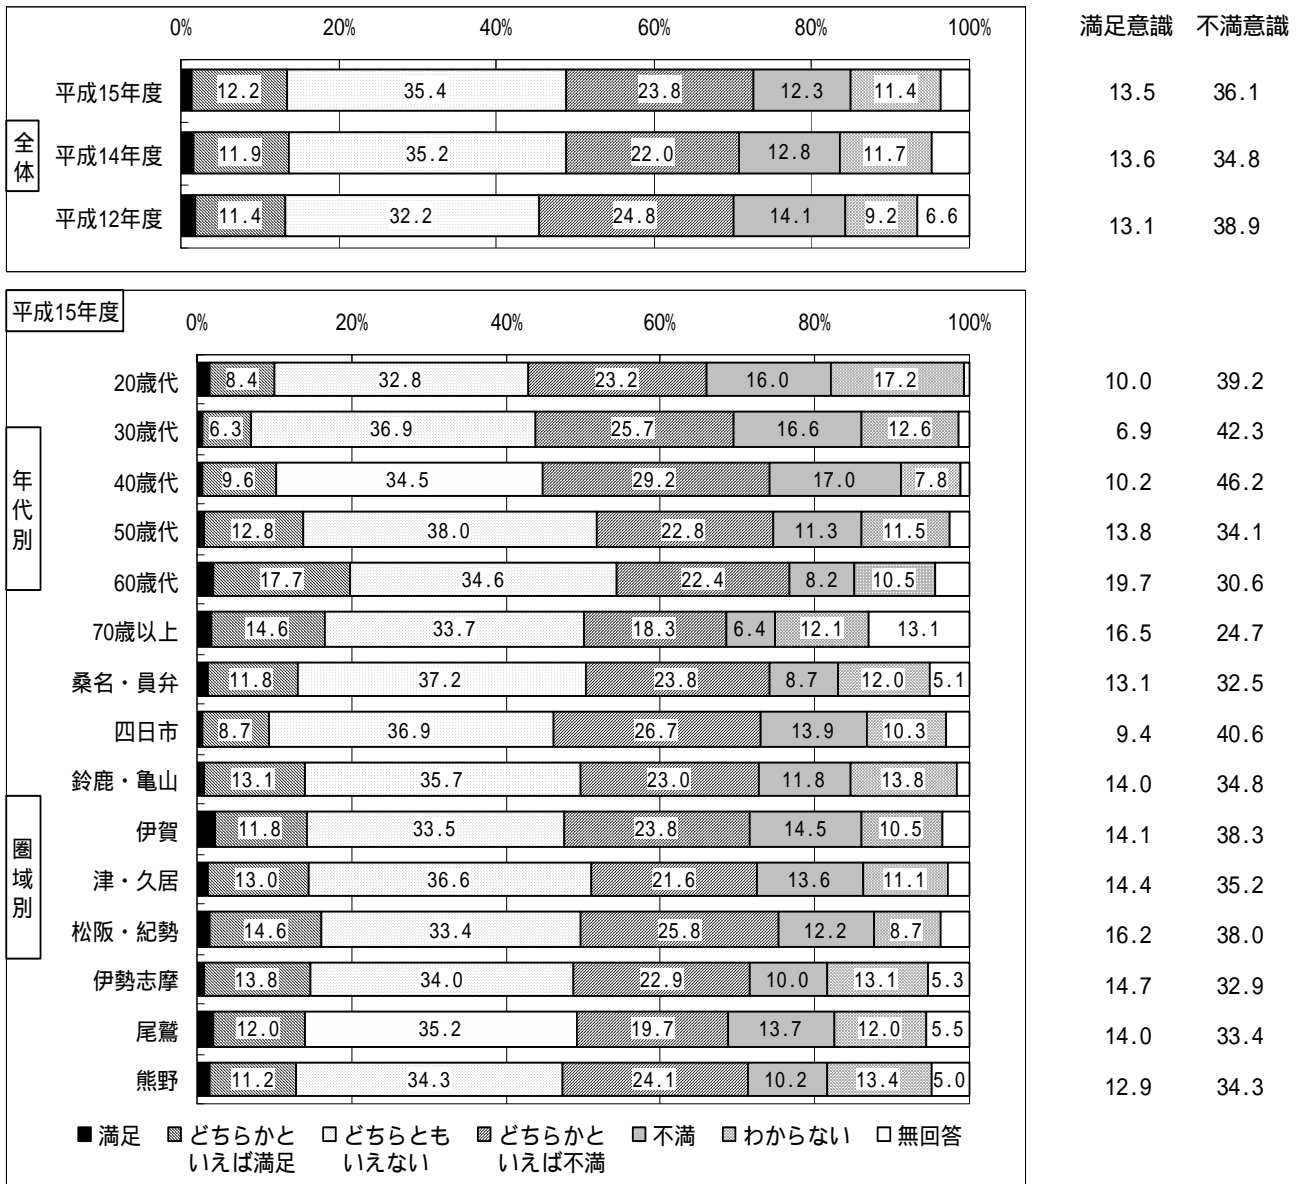 0% 20% 40% 60% 80% 100% 満足意識 不満意識
全体
平成15年度 12.2 35.4 23.8 12.3 11.4 13.5 36.1
平成14年度 11.9 35.2 22.0 12.8 11.7 13.6 34.8
平成12年度 11.4 32.2 24.8 14.1 9.2 6.6 13.1 38.9
平成15年度
0% 20% 40% 60% 80% 100%
年代別
20歳代 8.4 32.8 23.2 16.0 17.2 10.0 39.2
30歳代 6.3 36.9 25.7 16.6 12.6 6.9 42.3
40歳代 9.6 34.5 29.2 17.0 7.8 10.2 46.2
50歳代 12.8 38.0 22.8 11.3 11.5 13.8 34.1
60歳代 17.7 34.6 22.4 8.2 10.5 19.7 30.6
70歳以上 14.6 33.7 18.3 6.4 12.1 13.1 16.5 24.7
圏域別
桑名・員弁 11.8 37.2 23.8 8.7 12.0 5.1 13.1 32.5
四日市 8.7 36.9 26.7 13.9 10.3 9.4 40.6
鈴鹿・亀山 13.1 35.7 23.0 11.8 13.8 14.0 34.8
伊賀 11.8 33.5 23.8 14.5 10.5 14.1 38.3
津・久居 13.0 36.6 21.6 13.6 11.1 14.4 35.2
松阪・紀勢 14.6 33.4 25.8 12.2 8.7 16.2 38.0
伊勢志摩 13.8 34.0 22.9 10.0 13.1 5.3 14.7 32.9
尾鷲 12.0 35.2 19.7 13.7 12.0 5.5 14.0 33.4
熊野 11.2 34.3 24.1 10.2 13.4 5.0 12.9 34.3
満足 どちらかと どちらとも どちらかと 不満 わからない 無回答
いえば満足 いえない いえば不満